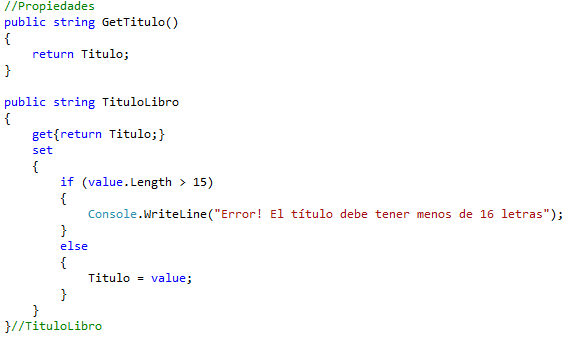 //Propiedades
public string GetTitulo()
{
    return Titulo;
}

public string TituloLibro
{
    get{return Titulo;}
    set
    {
        if (value.Length > 15)
        {
            Console.WriteLine("Error! El título debe tener menos de 16 letras");
        }
        else
        {
            Titulo = value;
        }
    }
}//TituloLibro